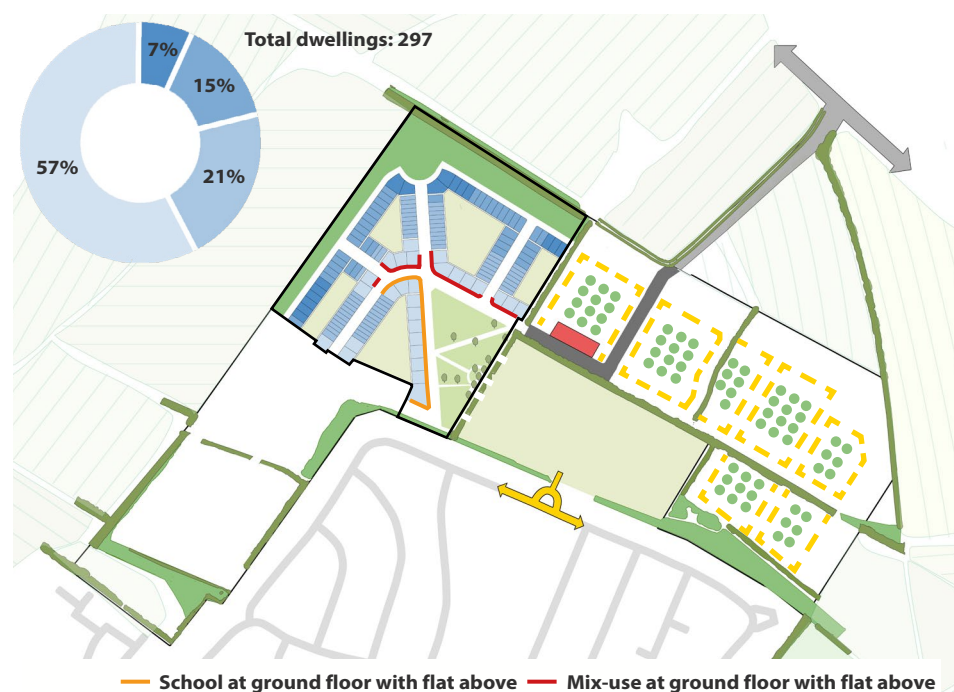 Total dwellings: 297
7%
15%
57%
21%
School at ground floor with flat above
Mix-use at ground floor with flat above